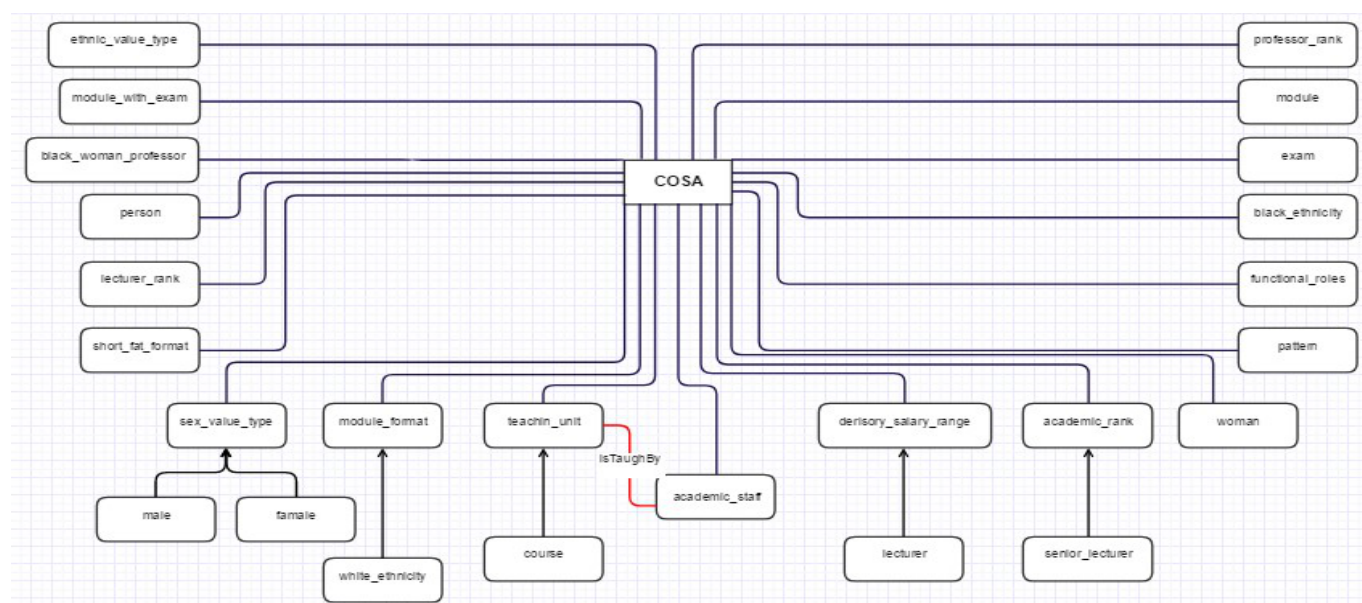 ethnic_value_type
professor_rank
module_with_exam
module
black_woman_professor
exam
COSA
person
black_ethnicity
lecturer_rank
functional_roles
short_fat_format
pattern
sex_value_type
module_format
teachin_unit
derisory_salary_range
academic_rank
woman
IsTaughBy
male
famale
academic_staff
course
lecturer
senior_lecturer
white_ethnicity